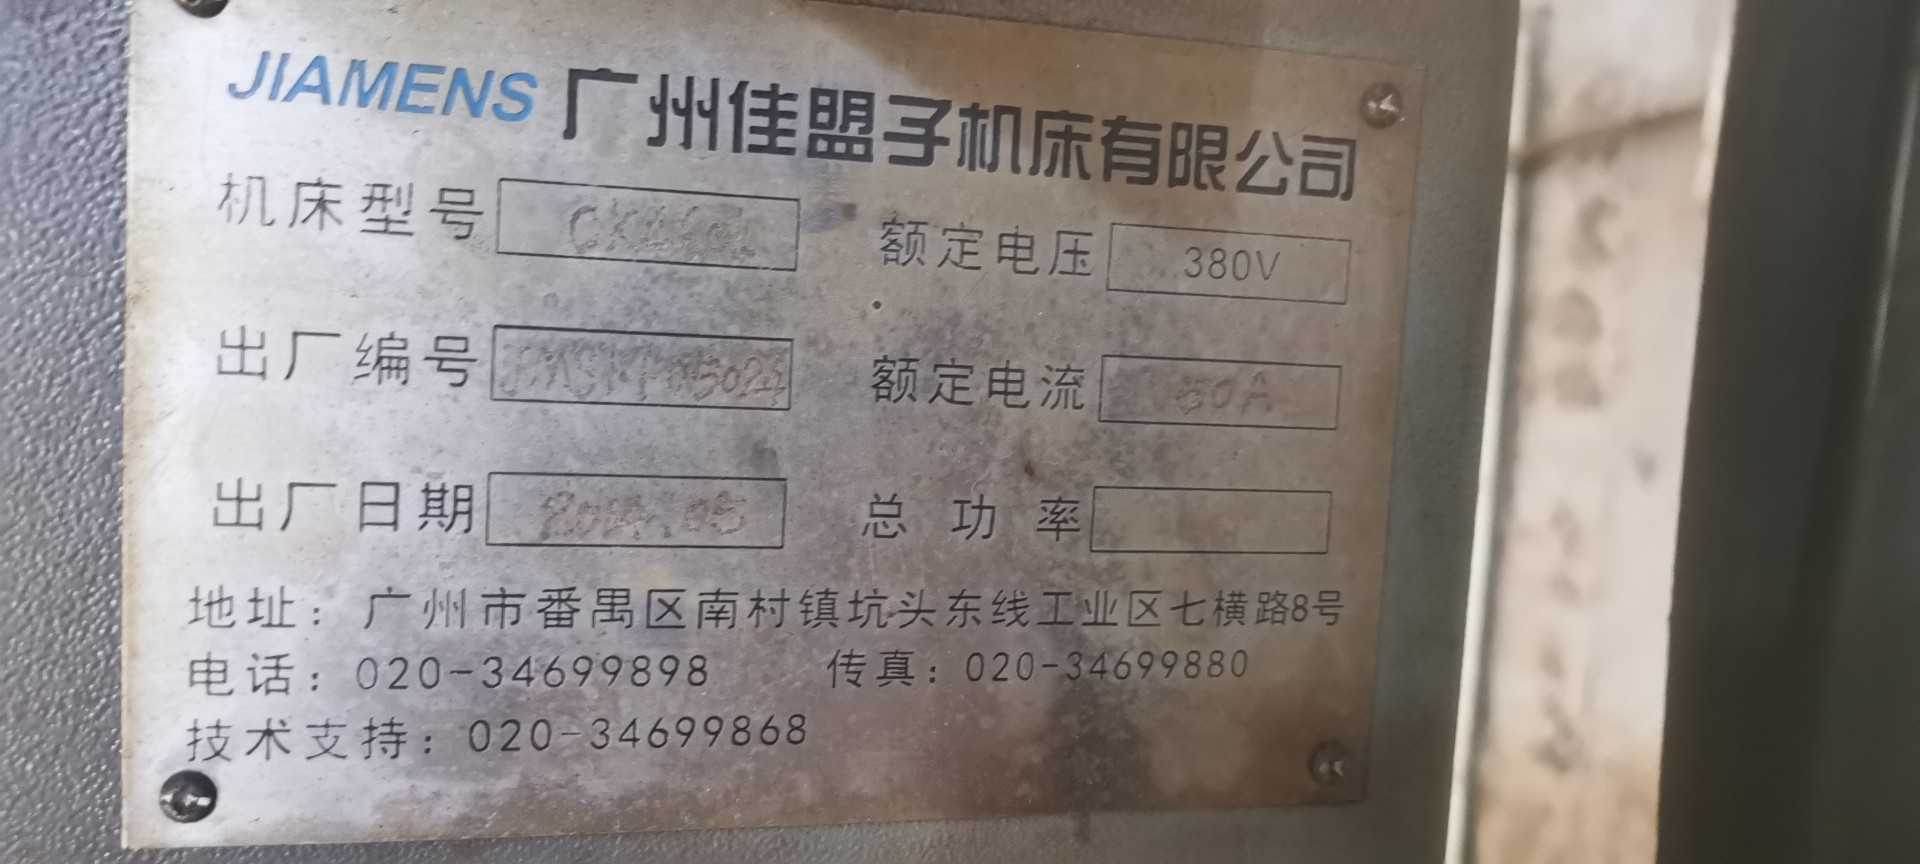 JIAMENS 广州佳盟子机床有限公司
机床型号 额定电压 380V
出厂编号 额定电流 60A
出厂日期 2014.05 总功率
地址：广州市番禺区南村镇坑头东线工业区七横路8号
电话：020-34699898 传真：020-34699880
技术支持：020-34699868